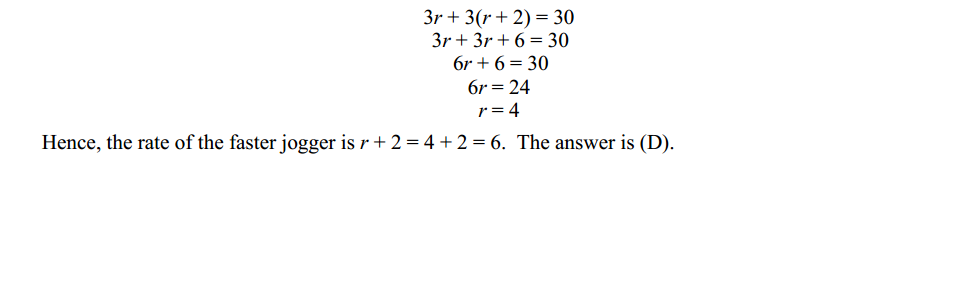 3r + 3(r + 2) = 30
3r + 3r + 6 = 30
6r + 6 = 30
6r = 24
r = 4
Hence, the rate of the faster jogger is r + 2 = 4 + 2 = 6. The answer is (D).